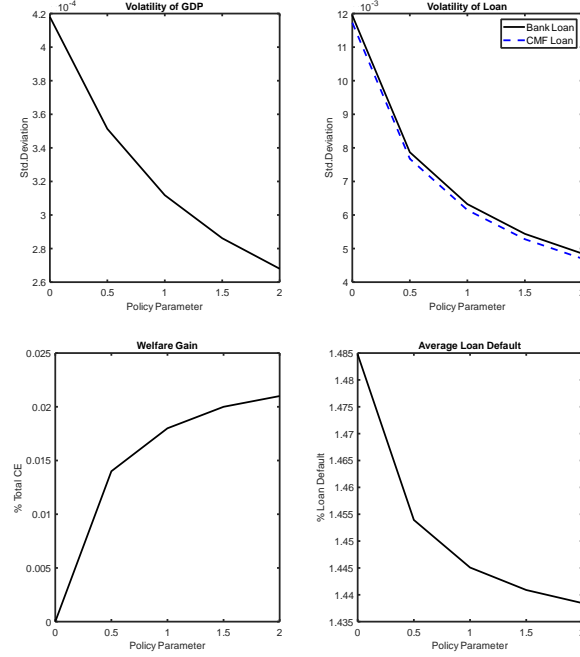 Volatility of GDP
10-4
4.2
4
3.8
3.6
3.4
3.2
3
2.8
2.6
Std.Deviation
0 0.5 1 1.5 2
Policy Parameter
Volatility of Loan
10-3
12
11
10
9
8
7
6
5
4
Std.Deviation
Bank Loan
CMF Loan
0 0.5 1 1.5 2
Policy Parameter
Welfare Gain
0.025
0.02
0.015
0.01
0.005
0
% Total CE
0 0.5 1 1.5 2
Policy Parameter
Average Loan Default
1.485
1.48
1.475
1.47
1.465
1.46
1.455
1.45
1.445
1.44
1.435
% Loan Default
0 0.5 1 1.5 2
Policy Parameter